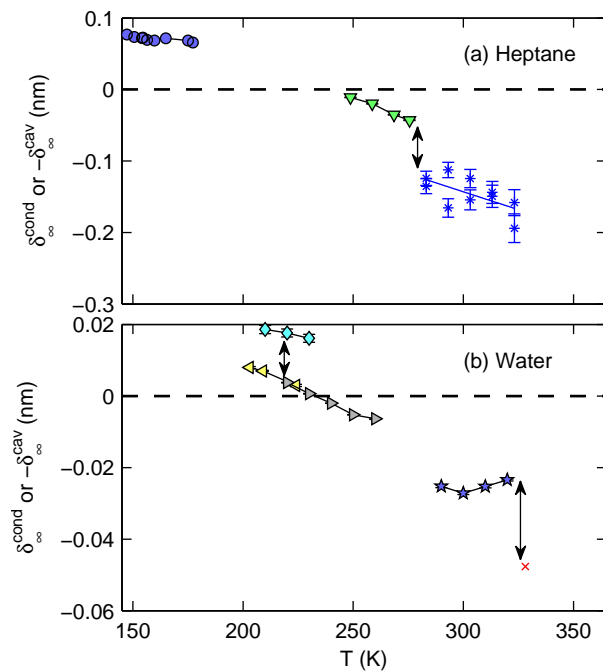 0.1
0
−0.1
−0.2
−0.3
δ∞^cond or −δ∞^cav (nm)
(a) Heptane
0.02
0
−0.02
−0.04
−0.06
δ∞^cond or −δ∞^cav (nm)
(b) Water
150 200 250 300 350
T (K)